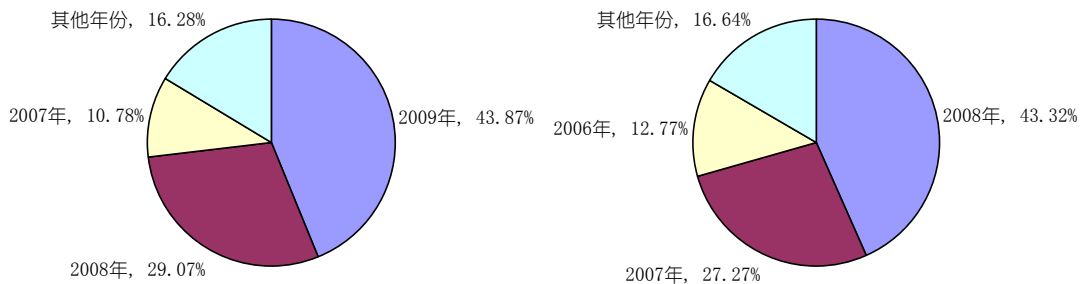 其他年份, 16.28%
2007年, 10.78%
2009年, 43.87%
2008年, 29.07%
其他年份, 16.64%
2006年, 12.77%
2008年, 43.32%
2007年, 27.27%